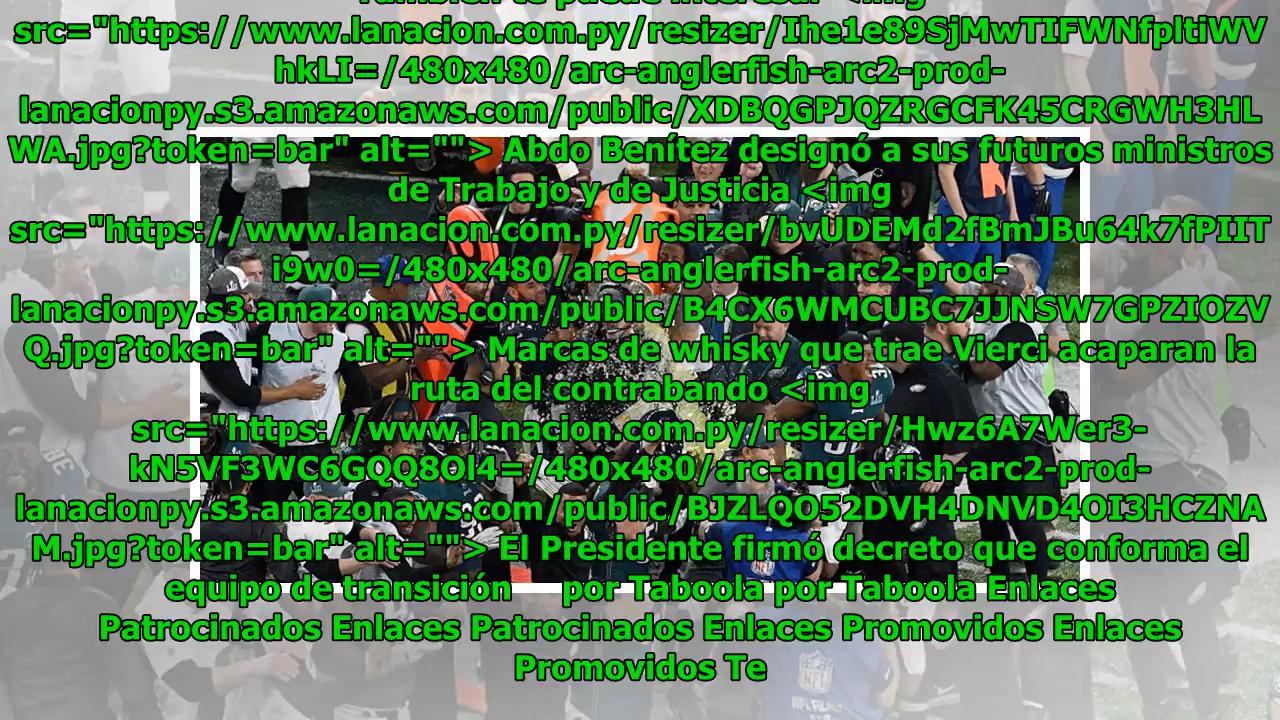 También te puede interesar <img
src="https://www.lanacion.com.py/resizer/Ihe1e89SjMwTIFWNfpltiWV
hkLI=/480x480/arc-anglerfish-arc2-prod-
lanacionpy.s3.amazonaws.com/public/XDBQGPJQZRGCFK45CRGWH3HL
WA.jpg?token=bar" alt=""> Abdo Benítez designó a sus futuros ministros
de Trabajo y de Justicia <img
src="https://www.lanacion.com.py/resizer/bvUDEMd2fBmJBu64k7fPIIT
i9w0=/480x480/arc-anglerfish-arc2-prod-
lanacionpy.s3.amazonaws.com/public/B4CX6WMCUBC7JJNSW7GPZIOZV
Q.jpg?token=bar" alt=""> Marcas de whisky que trae Vierci acaparan la
ruta del contrabando <img
src="https://www.lanacion.com.py/resizer/Hwz6A7Wer3-
kN5VF3WC6GQQ8Ol4=/480x480/arc-anglerfish-arc2-prod-
lanacionpy.s3.amazonaws.com/public/BJZLQO52DVH4DNVD4OI3HCZNA
M.jpg?token=bar" alt=""> El Presidente firmó decreto que conforma el
equipo de transición     por Taboola por Taboola Enlaces
Patrocinados Enlaces Patrocinados Enlaces Promovidos Enlaces
Promovidos Te